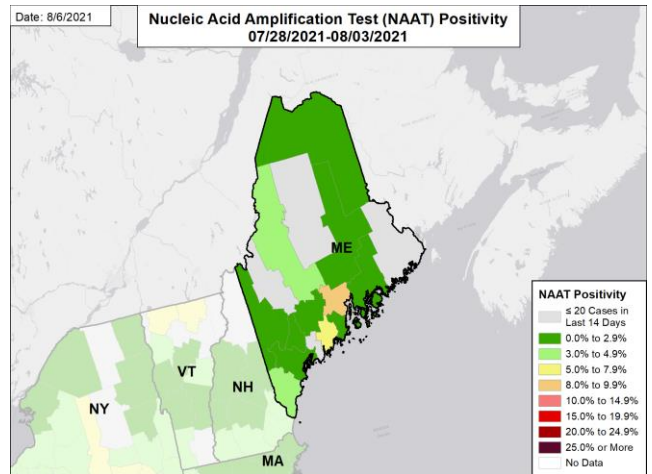 Date: 8/6/2021
Nucleic Acid Amplification Test (NAAT) Positivity
07/28/2021-08/03/2021
ME
VT
NH
NY
MA
NAAT Positivity
≤ 20 Cases in
Last 14 Days
0.0% to 2.9%
3.0% to 4.9%
5.0% to 7.9%
8.0% to 9.9%
10.0% to 14.9%
15.0% to 19.9%
20.0% to 24.9%
25.0% or More
No Data